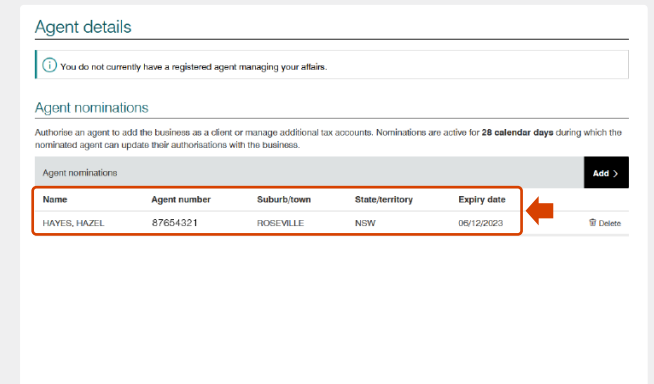 Agent details
You do not currently have a registered agent managing your affairs.
Agent nominations
Authorise an agent to add the business as a client or manage additional tax accounts. Nominations are active for 28 calendar days during which the
nominated agent can update their authorisations with the business.
Agent nominations Add >
Name Agent number Suburb/town State/territory Expiry date
HAYES, HAZEL 87654321 ROSEVILLE NSW 06/12/2023 Delete